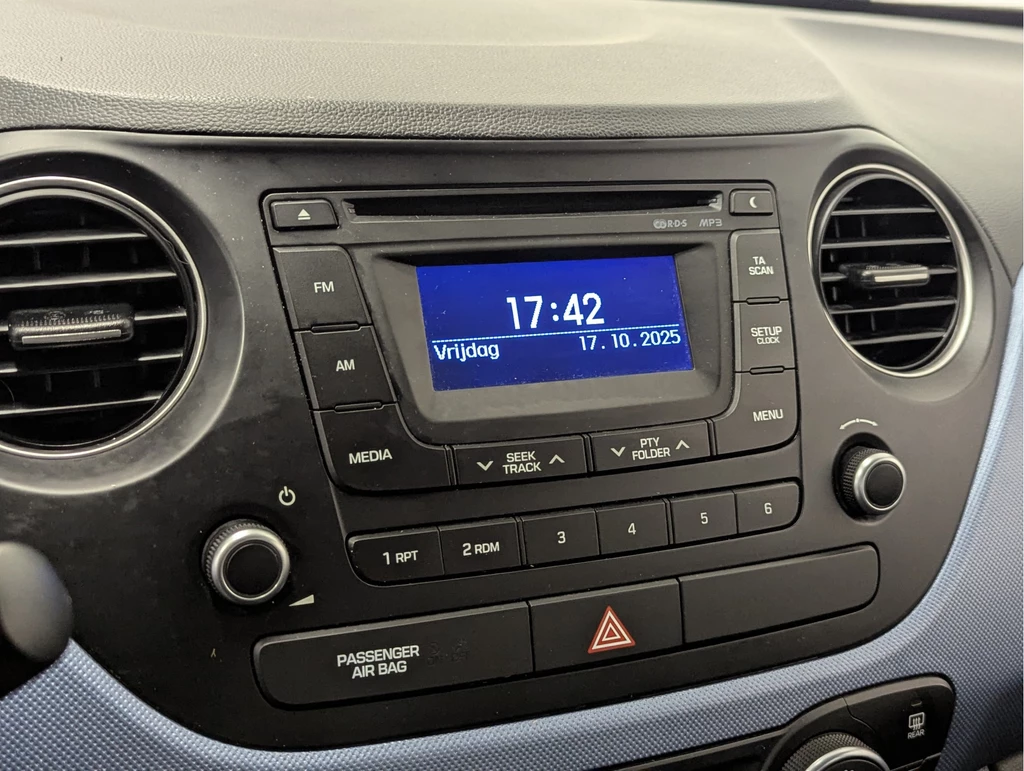 RDS MP3
FM
TA
SCAN
17:42
Vrijdag 17.10.2025
SETUP
CLOCK
AM
MENU
MEDIA
SEEK
TRACK
PTY
FOLDER
1 RPT 2 RDM 3 4 5 6
PASSENGER
AIR BAG
REAR